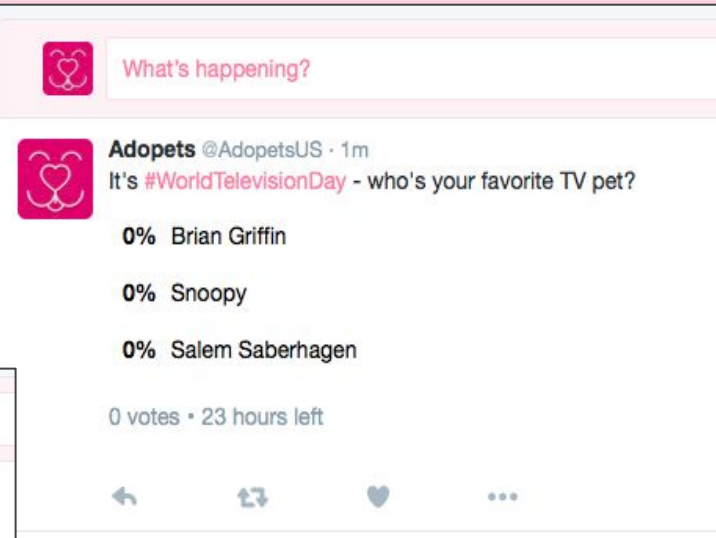 What's happening?
Adopets @AdopetsUS · 1m
It's #WorldTelevisionDay - who's your favorite TV pet?
0% Brian Griffin
0% Snoopy
0% Salem Saberhagen
0 votes • 23 hours left